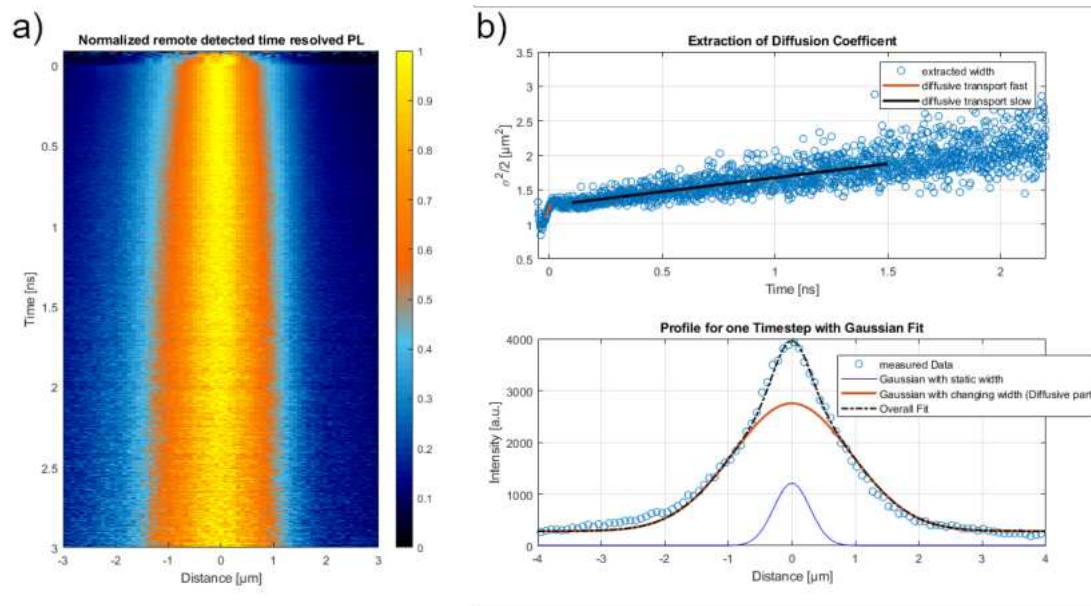 a)
Normalized remote detected time resolved PL
0
0.5
1
1.5
2
2.5
3
Time [ns]
-3
-2
-1
0
1
2
3
Distance [µm]
1
0.9
0.8
0.7
0.6
0.5
0.4
0.3
0.2
0.1
0
b)
Extraction of Diffusion Coefficent
3.5
3
2.5
2
1.5
1
0.5
σ²/2 [µm²]
extracted width
diffusive transport fast
diffusive transport slow
0
0.5
1
1.5
2
Time [ns]
Profile for one Timestep with Gaussian Fit
4000
3000
2000
1000
0
Intensity [a.u.]
measured Data
Gaussian with static width
Gaussian with changing width (Diffusive part
Overall Fit
-4
-3
-2
-1
0
1
2
3
4
Distance [µm]